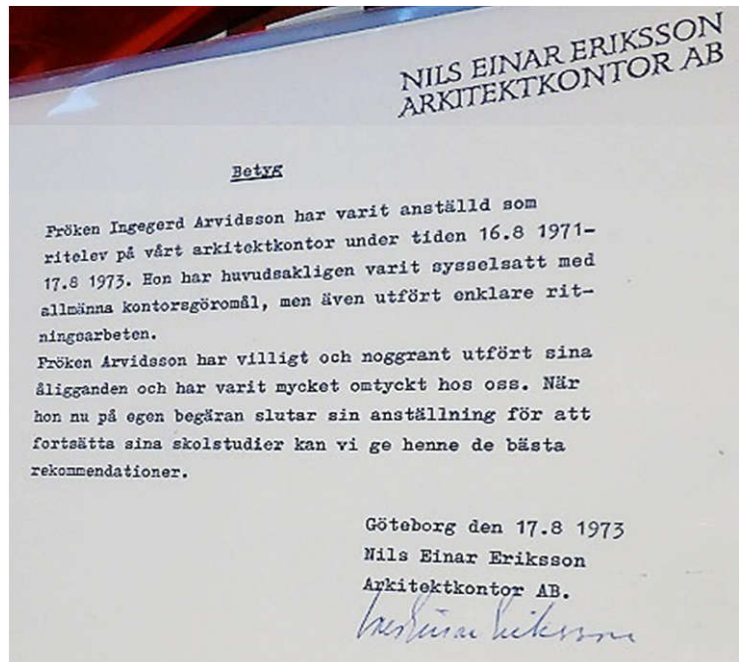 NILS EINAR ERIKSSON
ARKITEKTKONTOR AB
Betyg
Fröken Ingegerd Arvidsson har varit anställd som
ritelev på vårt arkitektkontor under tiden 16.8 1971-
17.8 1973. Hon har huvudsakligen varit sysselsatt med
allmänna kontorsgöromål, men även utfört enklare rit-
ningsarbeten.
Fröken Arvidsson har villigt och noggrant utfört sina
åligganden och har varit mycket omtyckt hos oss. När
hon nu på egen begäran slutar sin anställning för att
fortsätta sina skolstudier kan vi ge henne de bästa
rekommendationer.
Göteborg den 17.8 1973
Nils Einar Eriksson
Arkitektkontor AB.
Nils Einar Eriksson